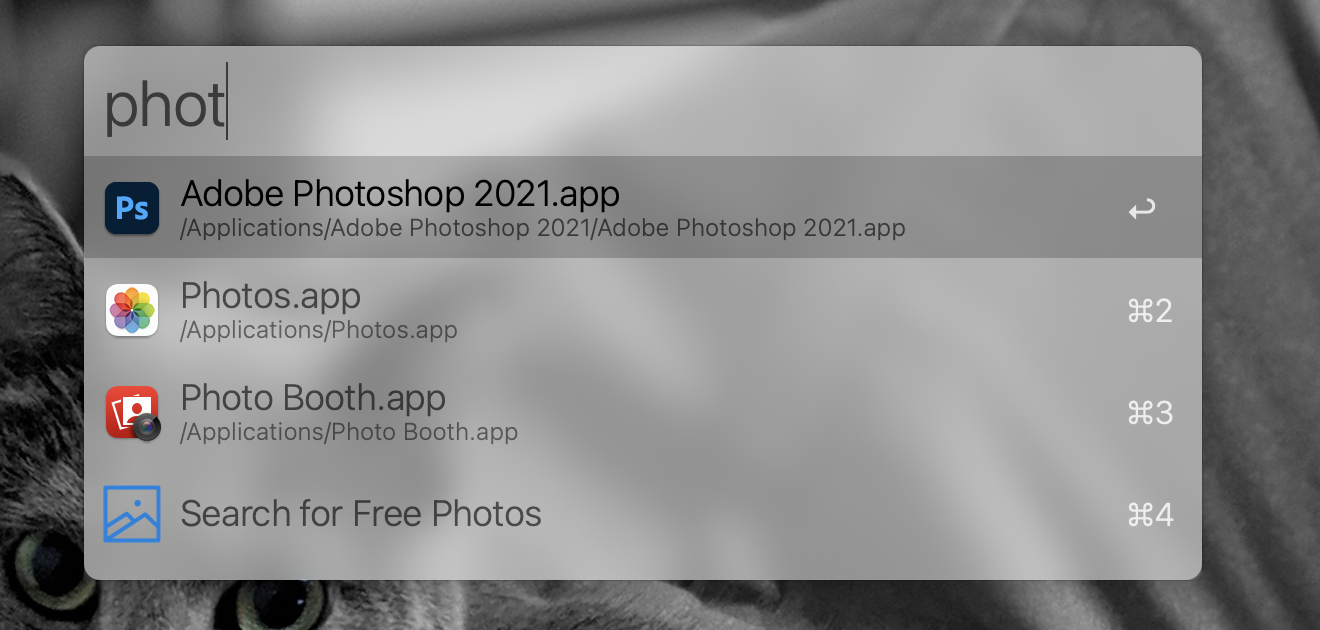 phot
Ps
Adobe Photoshop 2021.app
/Applications/Adobe Photoshop 2021/Adobe Photoshop 2021.app
Photos.app
⌘2
/Applications/Photos.app
Photo Booth.app
⌘3
/Applications/Photo Booth.app
Search for Free Photos
⌘4